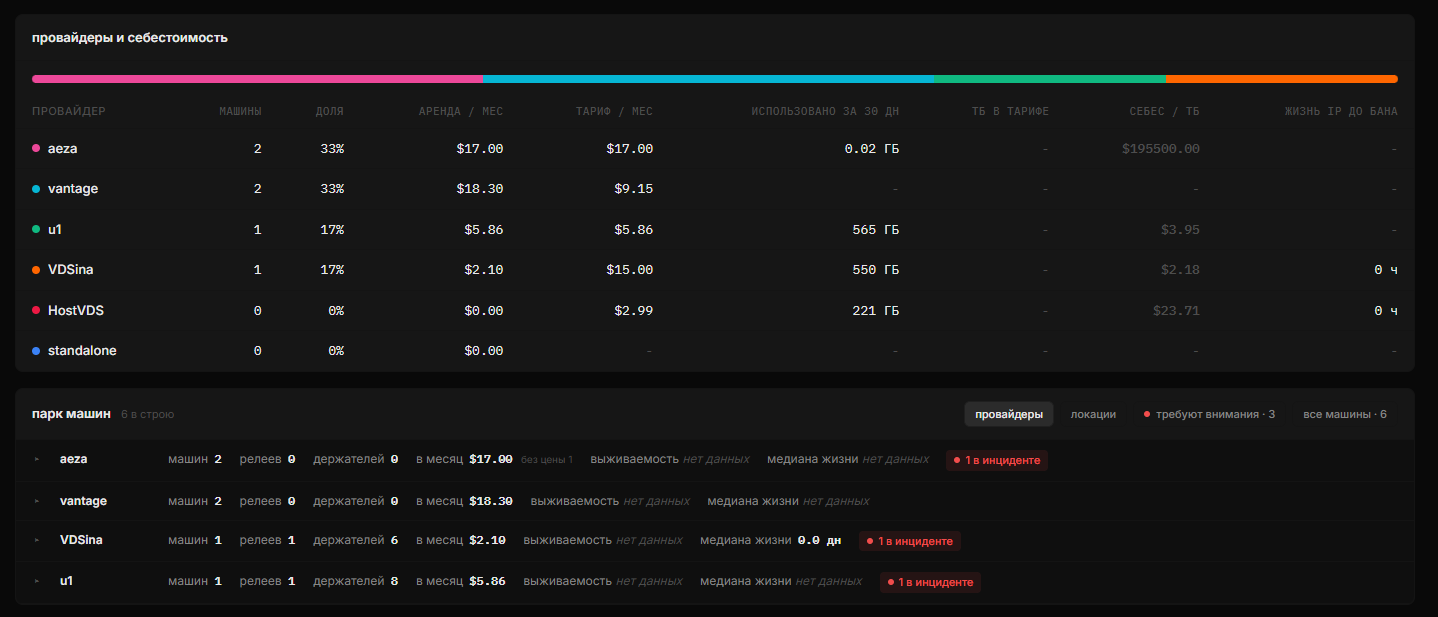 провайдеры и себестоимость
ПРОВАЙДЕР МАШИНЫ ДОЛЯ АРЕНДА / МЕС ТАРИФ / МЕС ИСПОЛЬЗОВАНО ЗА 30 ДН ТБ В ТАРИФЕ СЕБЕС / ТБ ЖИЗНЬ IP ДО БАНА
aeza 2 33% $17.00 $17.00 0.02 ГБ - $195500.00 -
vantage 2 33% $18.30 $9.15 - - - -
u1 1 17% $5.86 $5.86 565 ГБ - $3.95 -
VDSina 1 17% $2.10 $15.00 550 ГБ - $2.18 0 ч
HostVDS 0 0% $0.00 $2.99 221 ГБ - $23.71 0 ч
standalone 0 0% $0.00 - - - - -
парк машин 6 в строю провайдеры локации требуют внимания · 3 все машины · 6
aeza машин 2 релеев 0 держателей 0 в месяц $17.00 без цены 1 выживаемость нет данных медиана жизни нет данных 1 в инциденте
vantage машин 2 релеев 0 держателей 0 в месяц $18.30 выживаемость нет данных медиана жизни нет данных
VDSina машин 1 релеев 1 держателей 6 в месяц $2.10 выживаемость нет данных медиана жизни 0.0 дн 1 в инциденте
u1 машин 1 релеев 1 держателей 8 в месяц $5.86 выживаемость нет данных медиана жизни нет данных 1 в инциденте